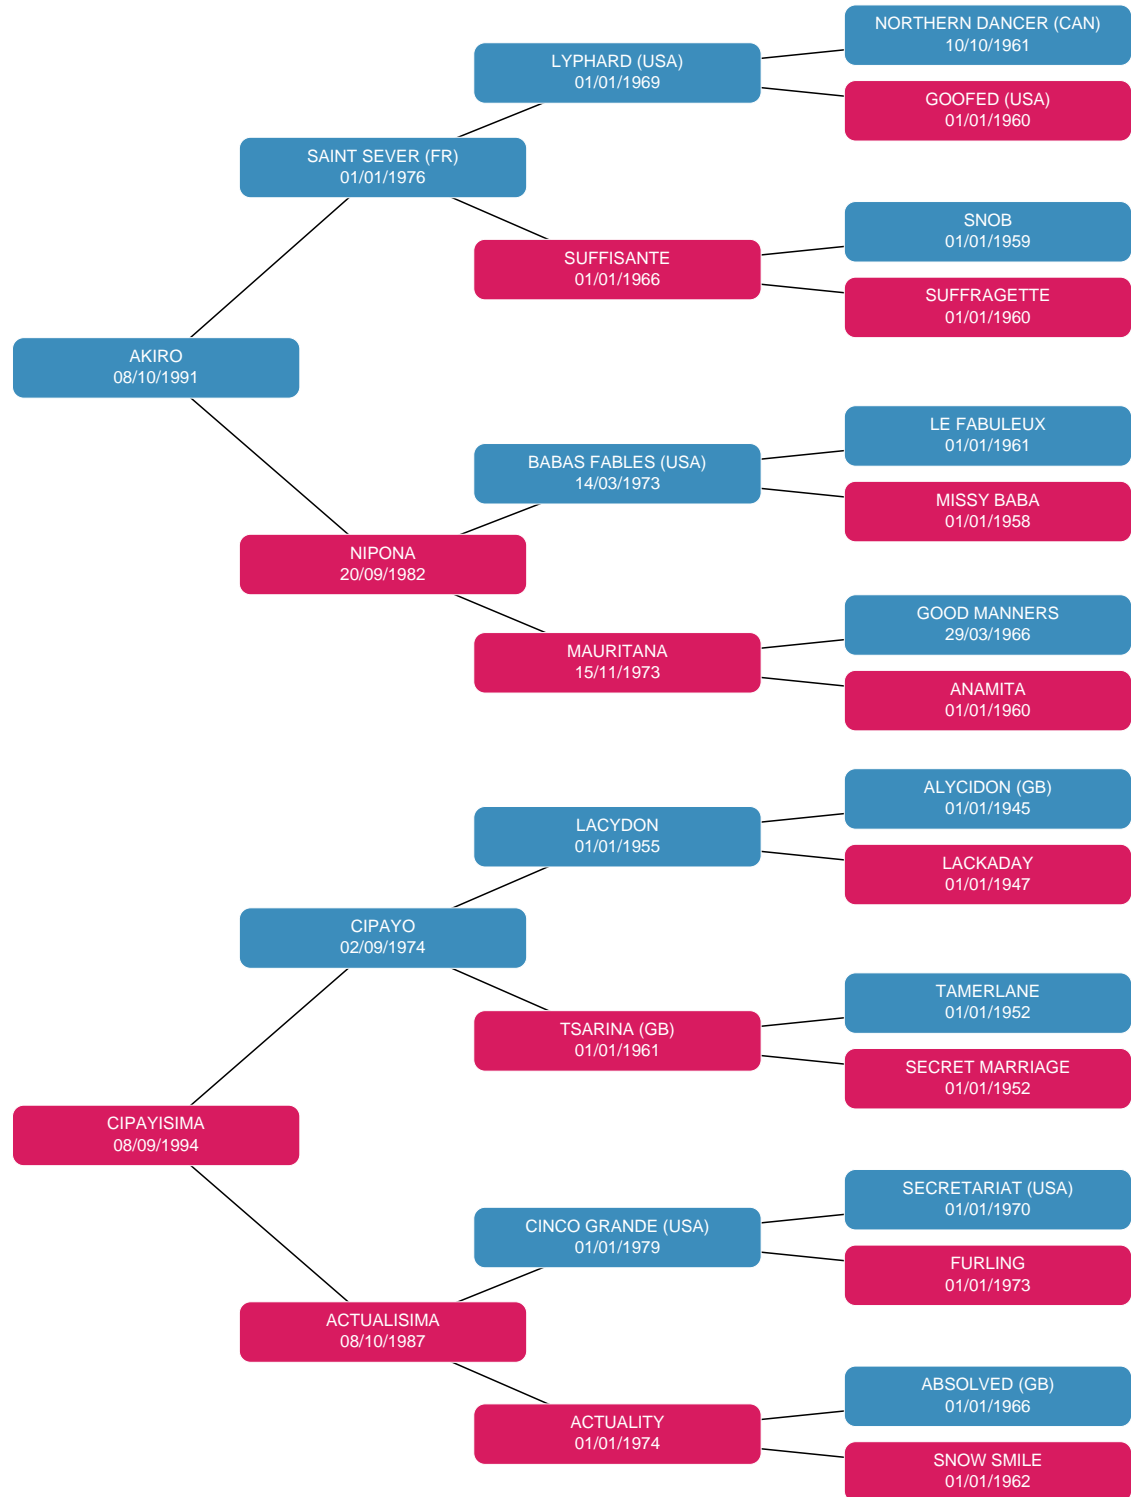 NORTHERN DANCER (CAN)
10/10/1961
LYPHARD (USA)
01/01/1969
GOOFED (USA)
01/01/1960
SAINT SEVER (FR)
01/01/1976
SNOB
01/01/1959
SUFFISANTE
01/01/1966
SUFFRAGETTE
01/01/1960
AKIRO
08/10/1991
LE FABULEUX
01/01/1961
BABAS FABLES (USA)
14/03/1973
MISSY BABA
01/01/1958
NIPONA
20/09/1982
GOOD MANNERS
29/03/1966
MAURITANA
15/11/1973
ANAMITA
01/01/1960
ALYCIDON (GB)
01/01/1945
LACYDON
01/01/1955
LACKADAY
01/01/1947
CIPAYO
02/09/1974
TAMERLANE
01/01/1952
TSARINA (GB)
01/01/1961
SECRET MARRIAGE
01/01/1952
CIPAYISIMA
08/09/1994
SECRETARIAT (USA)
01/01/1970
CINCO GRANDE (USA)
01/01/1979
FURLING
01/01/1973
ACTUALISIMA
08/10/1987
ABSOLVED (GB)
01/01/1966
ACTUALITY
01/01/1974
SNOW SMILE
01/01/1962